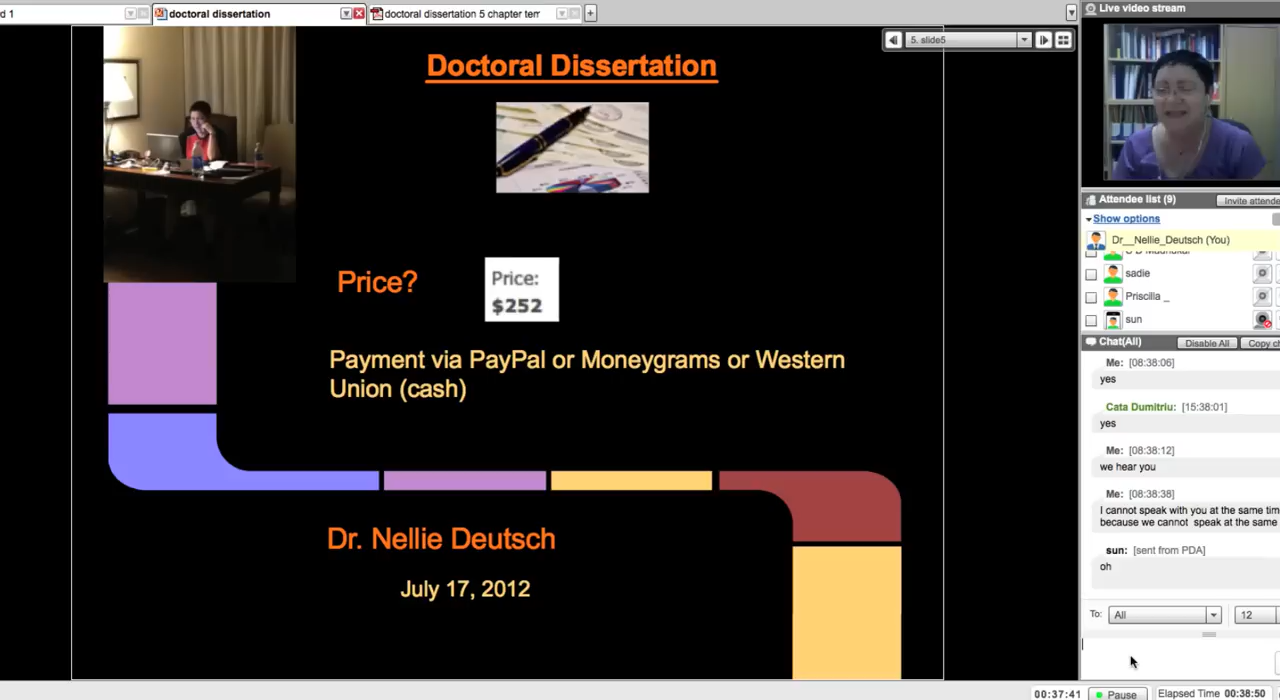 d 1
doctoral dissertation
doctoral dissertation 5 chapter tem
Live video stream
5. slide5
Doctoral Dissertation
Price?
Price:
$252
Payment via PayPal or Moneygrams or Western
Union (cash)
Dr. Nellie Deutsch
July 17, 2012
Attendee list (9)
Invite attende
Show options
Dr__Nellie_Deutsch (You)
sadie
Priscilla _
sun
Chat(All)
Disable All
Copy ch
Me: [08:38:06]
yes
Cata Dumitriu: [15:38:01]
yes
Me: [08:38:12]
we hear you
Me: [08:38:38]
I cannot speak with you at the same tim
because we cannot speak at the same
sun: [sent from PDA]
oh
To: All 12
00:37:41 Pause Elapsed Time 00:38:50